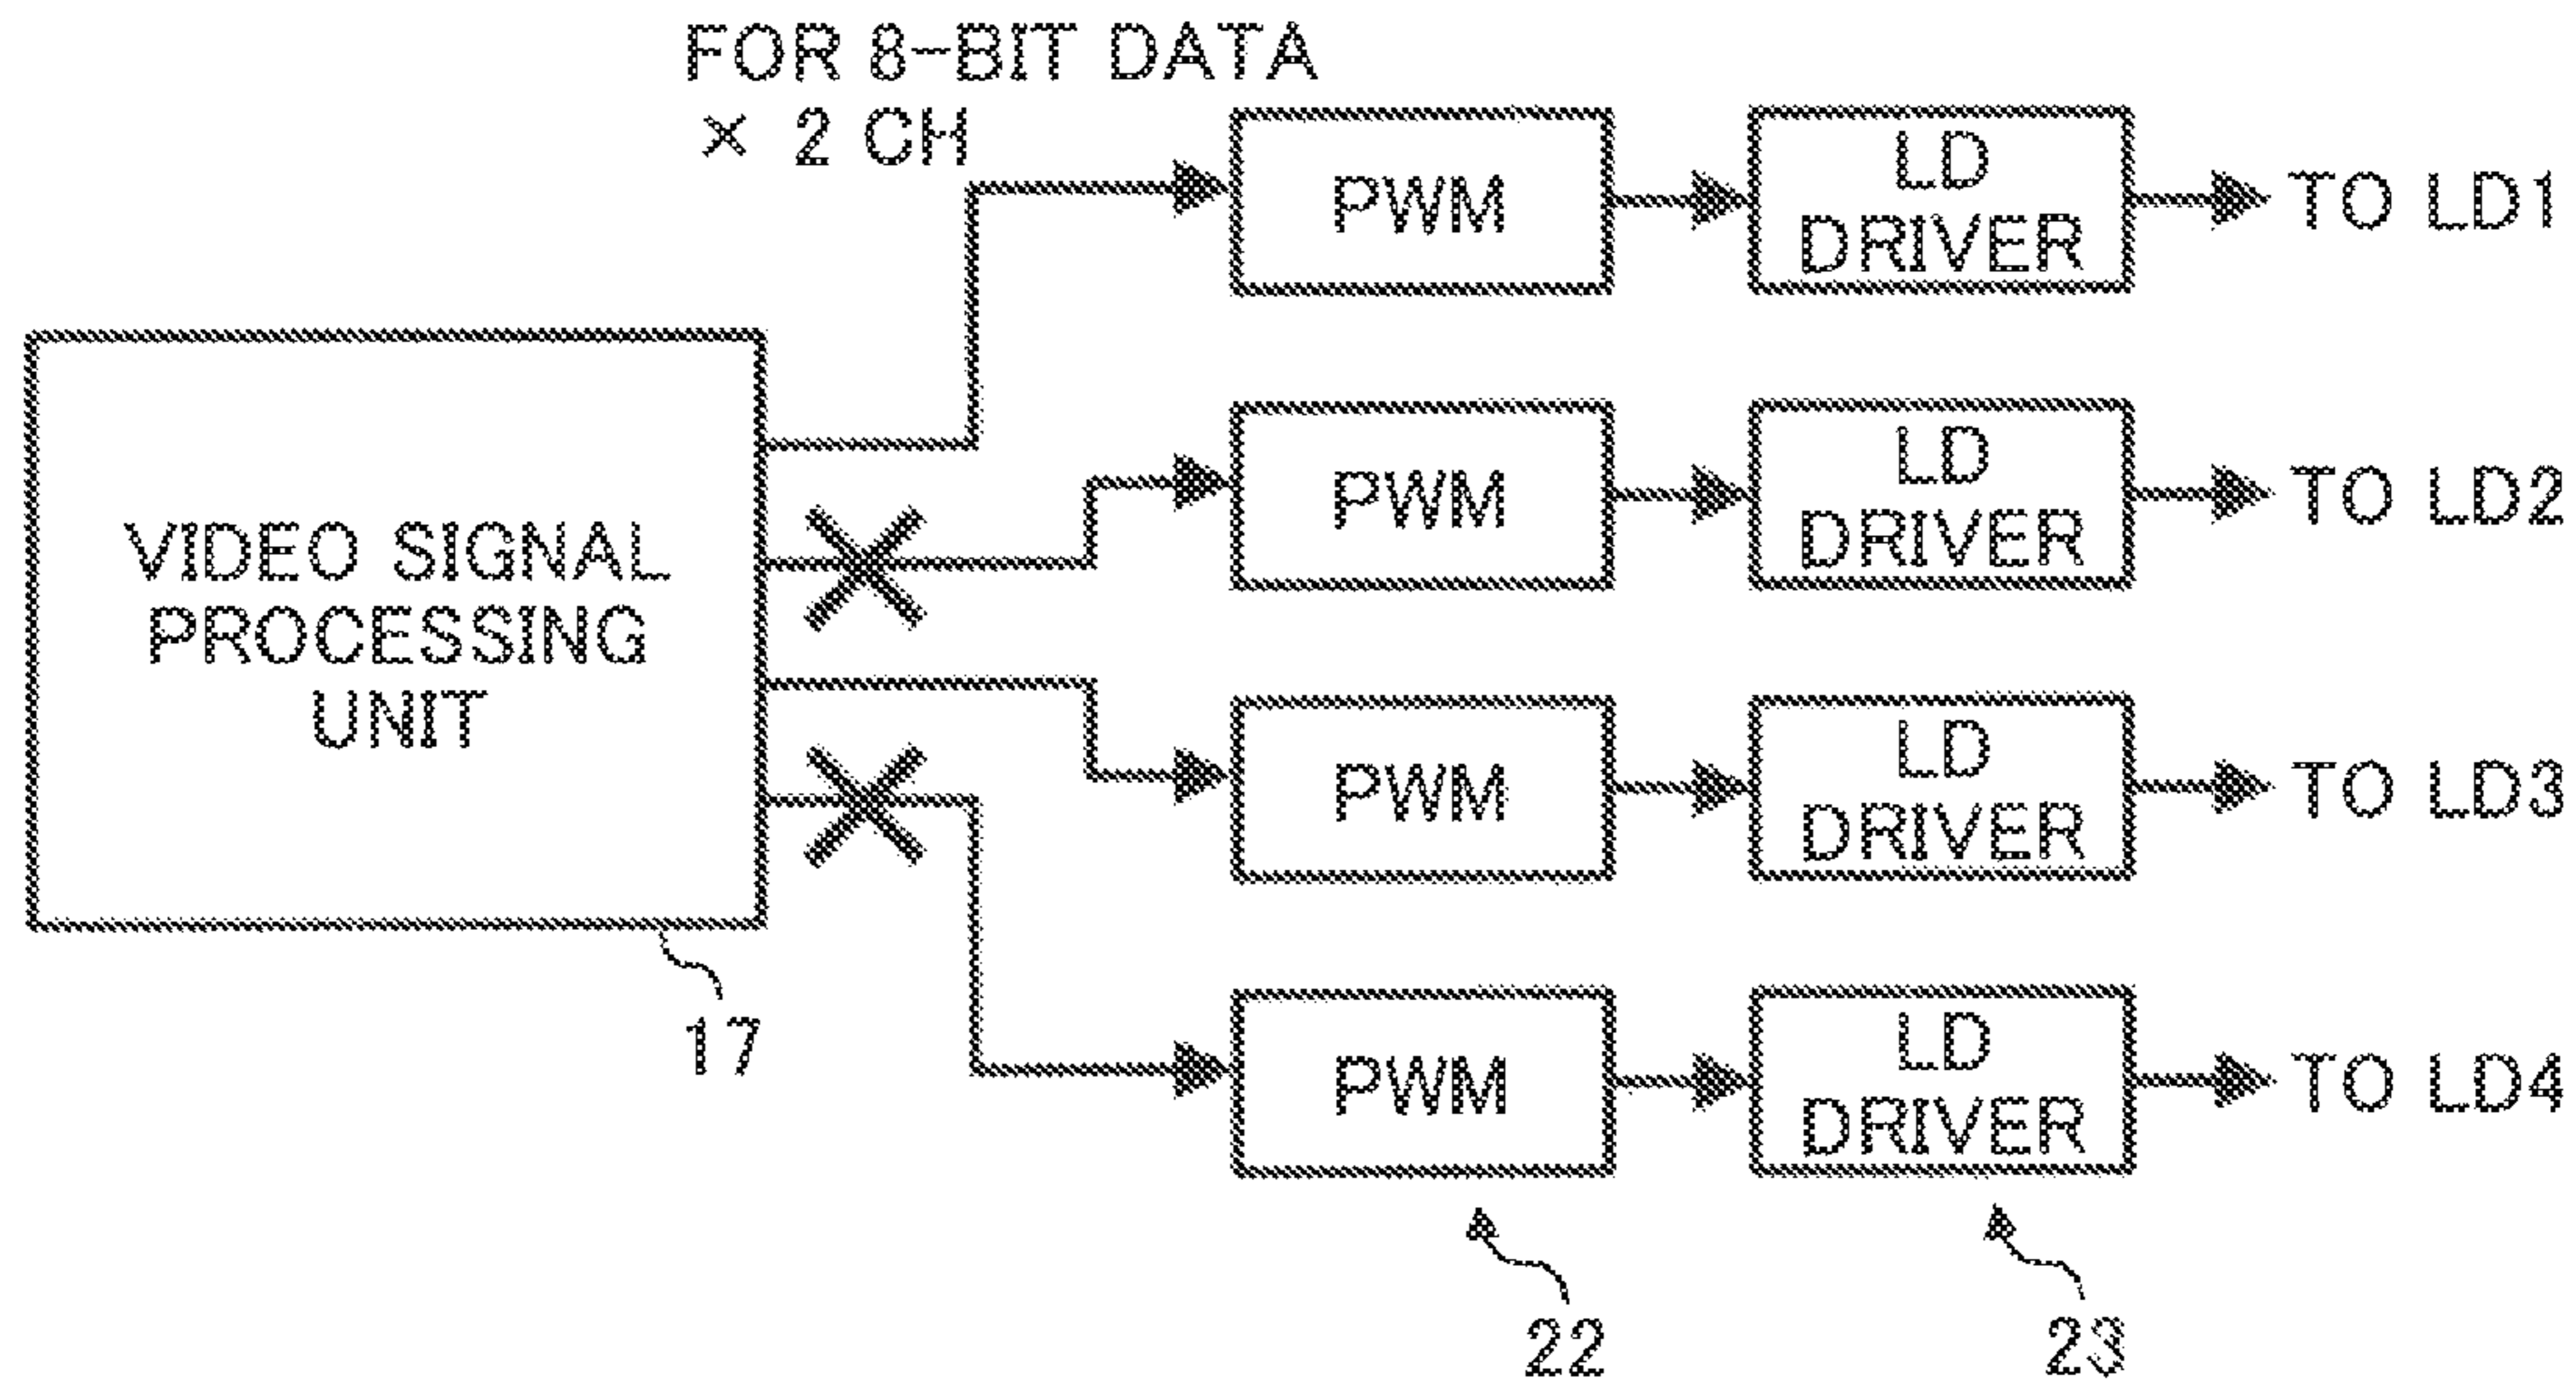 FOR 8-BIT DATA
× 2 CH
PWM
LD
DRIVER
TO LD1
PWM
LD
DRIVER
TO LD2
VIDEO SIGNAL
PROCESSING
UNIT
PWM
LD
DRIVER
TO LD3
17
PWM
LD
DRIVER
TO LD4
22
23